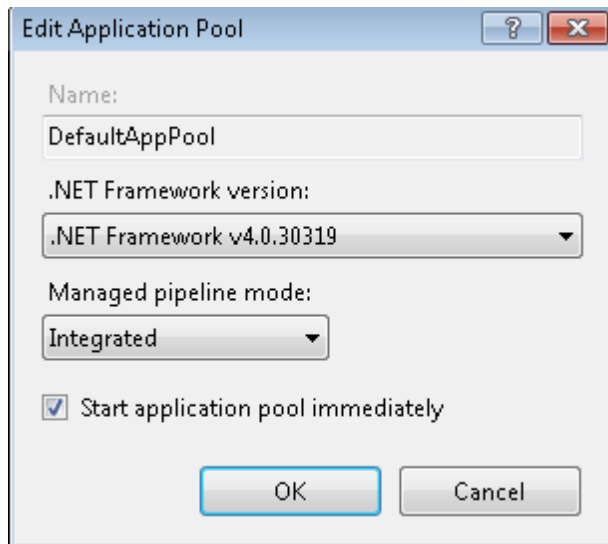 Edit Application Pool
?
Name:
DefaultAppPool
.NET Framework version:
.NET Framework v4.0.30319
Managed pipeline mode:
Integrated
Start application pool immediately
OK Cancel